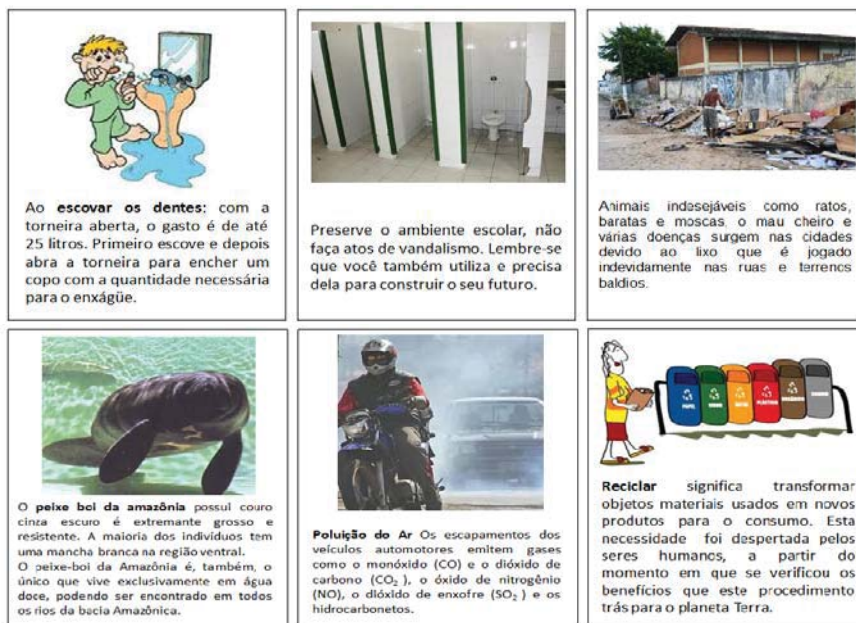 Ao escovar os dentes: com a
torneira aberta, o gasto é de até
25 litros. Primeiro escove e depois
abra a torneira para encher um
copo com a quantidade necessária
para o enxágüe.
Preserve o ambiente escolar, não
faça atos de vandalismo. Lembre-se
que você também utiliza e precisa
dela para construir o seu futuro.
Animais indesejáveis como ratos,
baratas e moscas, o mau cheiro e
várias doenças surgem nas cidades
devido ao lixo que é jogado
indevidamente nas ruas e terrenos
baldios.
O peixe boi da amazônia possui couro
cinza escuro é extremante grosso e
resistente. A maioria dos indivíduos tem
uma mancha branca na região ventral.
O peixe-boi da Amazônia é, também, o
único que vive exclusivamente em água
doce, podendo ser encontrado em todos
os rios da bacia Amazônica.
Poluição do Ar Os escapamentos dos
veículos automotores emitem gases
como o monóxido (CO) e o dióxido de
carbono (CO₂), o óxido de nitrogênio
(NO), o dióxido de enxofre (SO₂) e os
hidrocarbonetos.
PAPEL
PLÁSTICO
Reciclar significa transformar
objetos materiais usados em novos
produtos para o consumo. Esta
necessidade foi despertada pelos
seres humanos, a partir do
momento em que se verificou os
benefícios que este procedimento
trás para o planeta Terra.